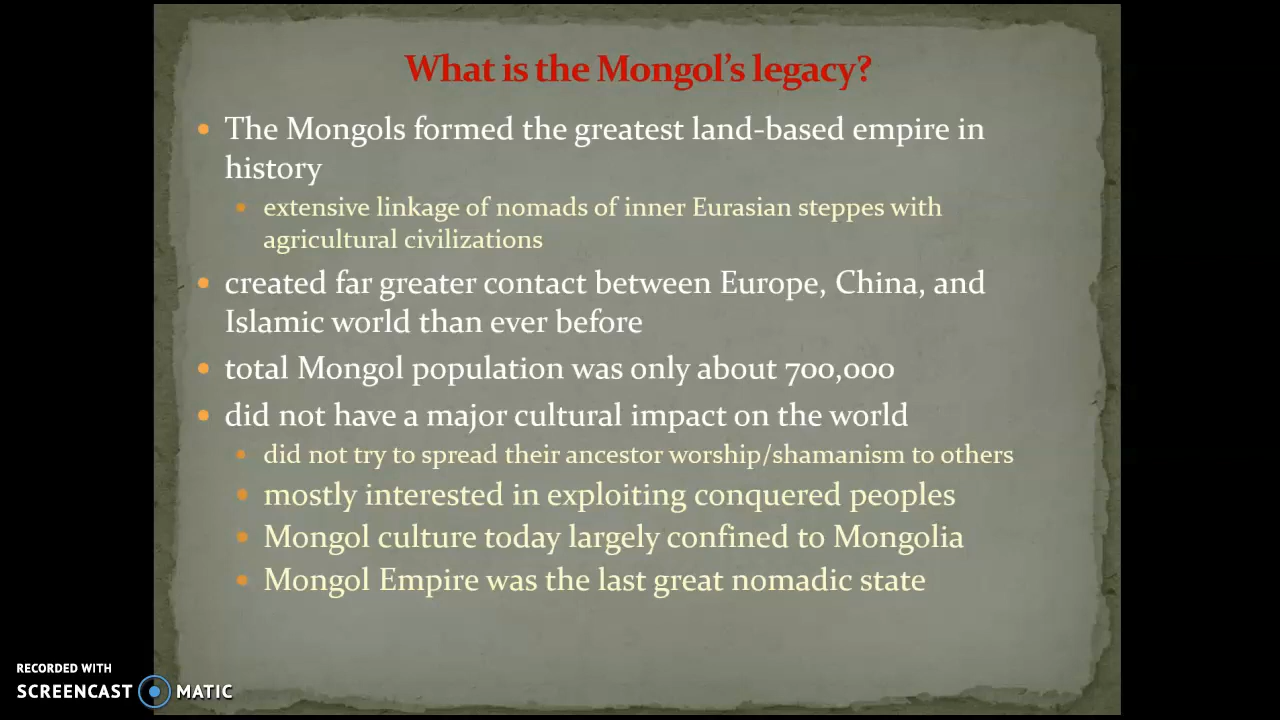 What is the Mongol’s legacy?
• The Mongols formed the greatest land-based empire in
history
• extensive linkage of nomads of inner Eurasian steppes with
agricultural civilizations
• created far greater contact between Europe, China, and
Islamic world than ever before
• total Mongol population was only about 700,000
• did not have a major cultural impact on the world
• did not try to spread their ancestor worship/shamanism to others
• mostly interested in exploiting conquered peoples
• Mongol culture today largely confined to Mongolia
• Mongol Empire was the last great nomadic state
RECORDED WITH
SCREENCAST MATIC